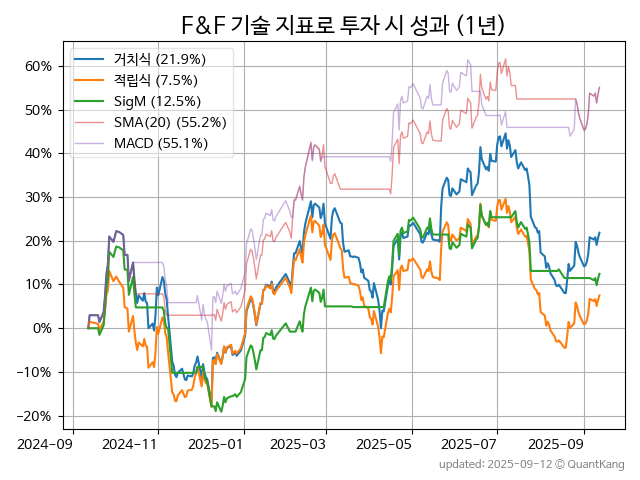 F&F 기술 지표로 투자 시 성과 (1년)
거치식 (21.9%)
적립식 (7.5%)
SigM (12.5%)
SMA(20) (55.2%)
MACD (55.1%)
60%
50%
40%
30%
20%
10%
0%
−10%
−20%
2024-09 2024-11 2025-01 2025-03 2025-05 2025-07 2025-09
updated: 2025-09-12 © QuantKang